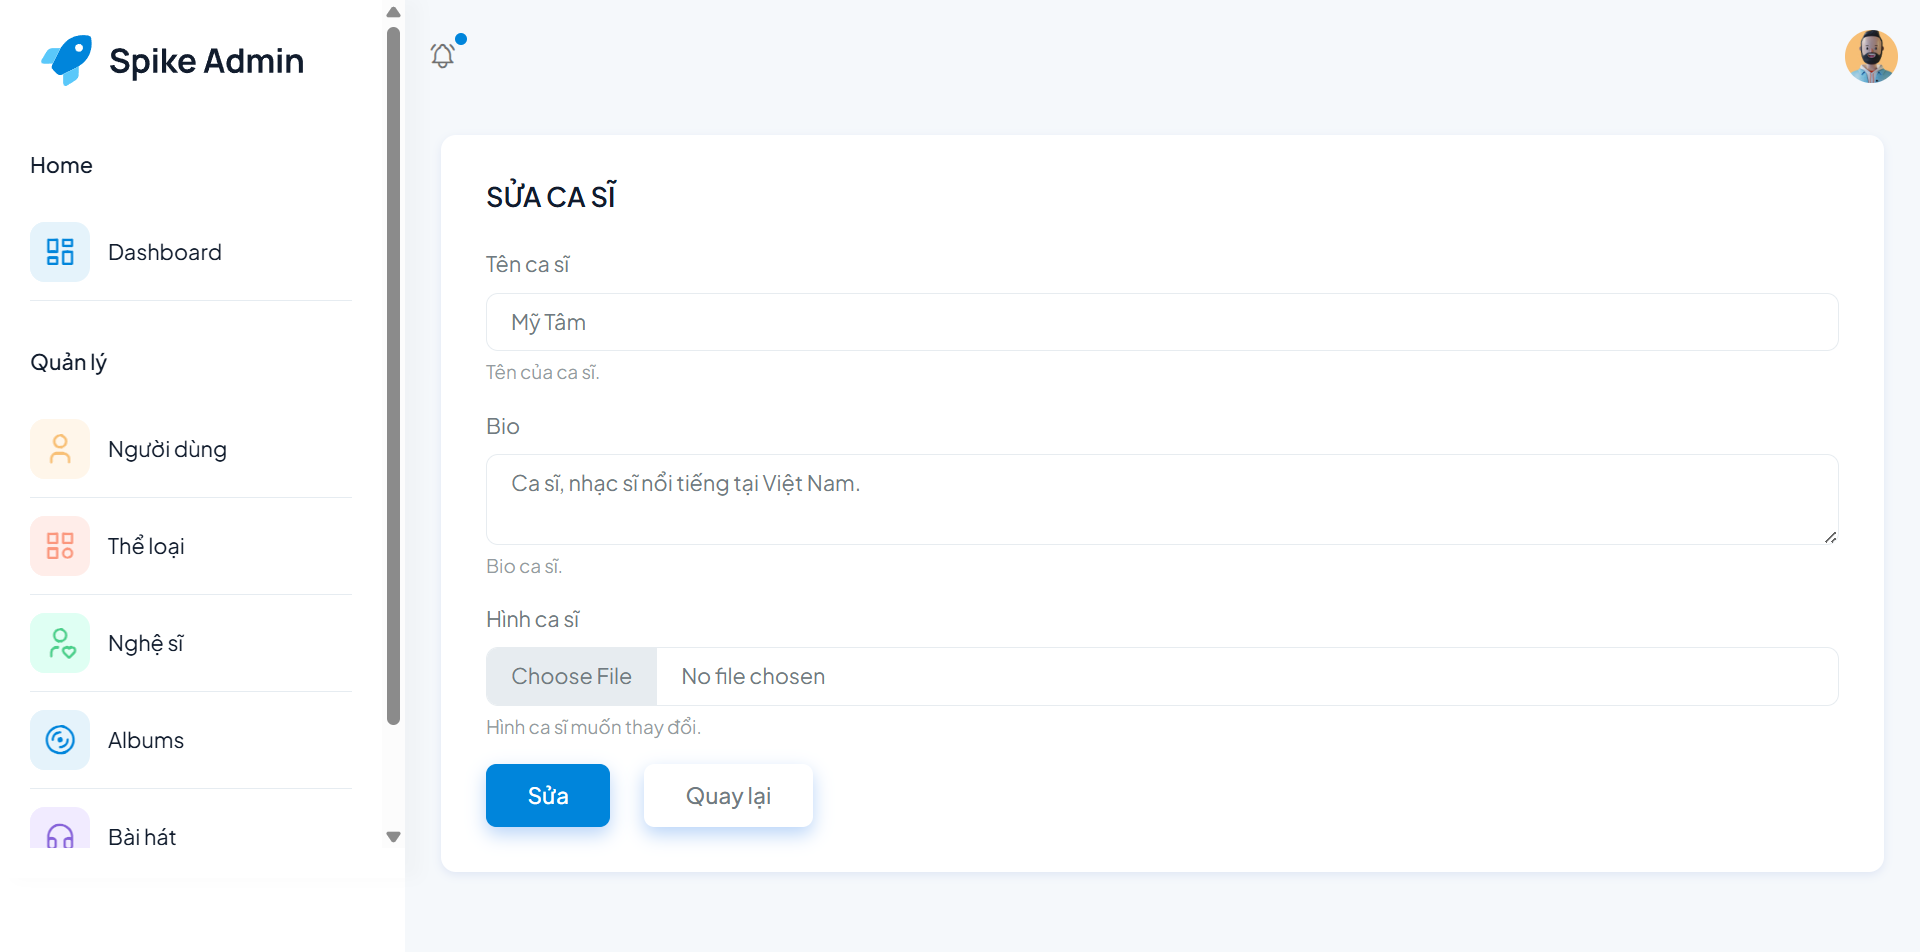 Spike Admin
Home
Dashboard
Quản lý
Người dùng
Thể loại
Nghệ sĩ
Albums
Bài hát
SỬA CA SĨ
Tên ca sĩ
Mỹ Tâm
Tên của ca sĩ.
Bio
Ca sĩ, nhạc sĩ nổi tiếng tại Việt Nam.
Bio ca sĩ.
Hình ca sĩ
Choose File No file chosen
Hình ca sĩ muốn thay đổi.
Sửa Quay lại